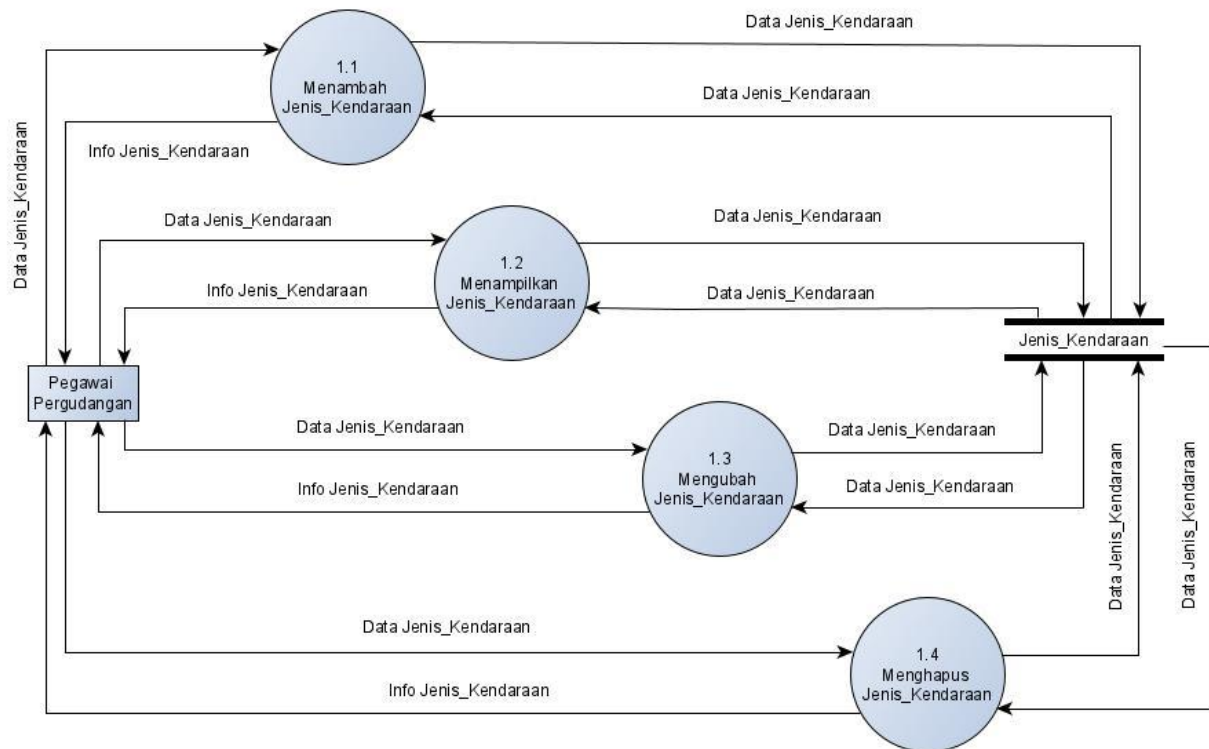 Data Jenis_Kendaraan
1.1
Menambah
Jenis_Kendaraan
Data Jenis_Kendaraan
Info Jenis_Kendaraan
Data Jenis_Kendaraan
Data Jenis_Kendaraan
Data Jenis_Kendaraan
1.2
Menampilkan
Jenis_Kendaraan
Info Jenis_Kendaraan
Data Jenis_Kendaraan
Jenis_Kendaraan
Pegawai
Pergudangan
Data Jenis_Kendaraan
1.3
Mengubah
Jenis_Kendaraan
Data Jenis_Kendaraan
Info Jenis_Kendaraan
Data Jenis_Kendaraan
Data Jenis_Kendaraan
Data Jenis_Kendaraan
Data Jenis_Kendaraan
1.4
Menghapus
Jenis_Kendaraan
Info Jenis_Kendaraan